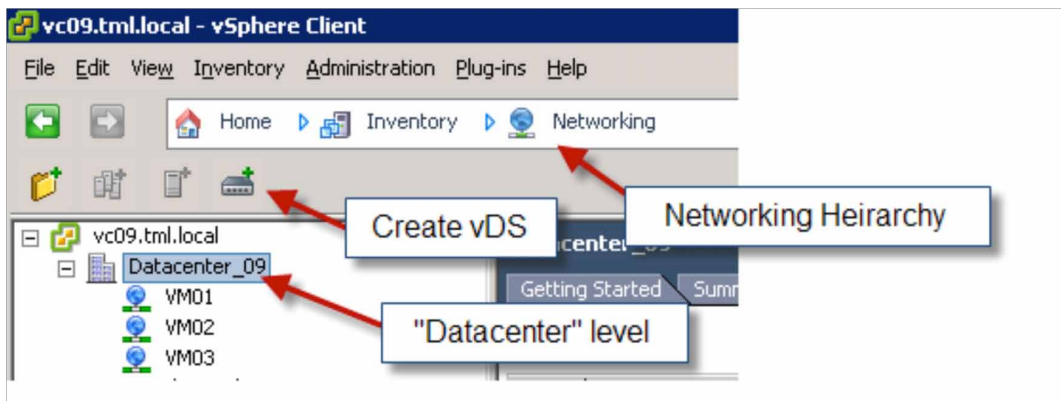 vc09.tml.local - vSphere Client
File Edit View Inventory Administration Plug-ins Help
Home Inventory Networking
Create vDS
Networking Heirarchy
vc09.tml.local
Datacenter_09
Getting Started
VM01
VM02
"Datacenter" level
VM03